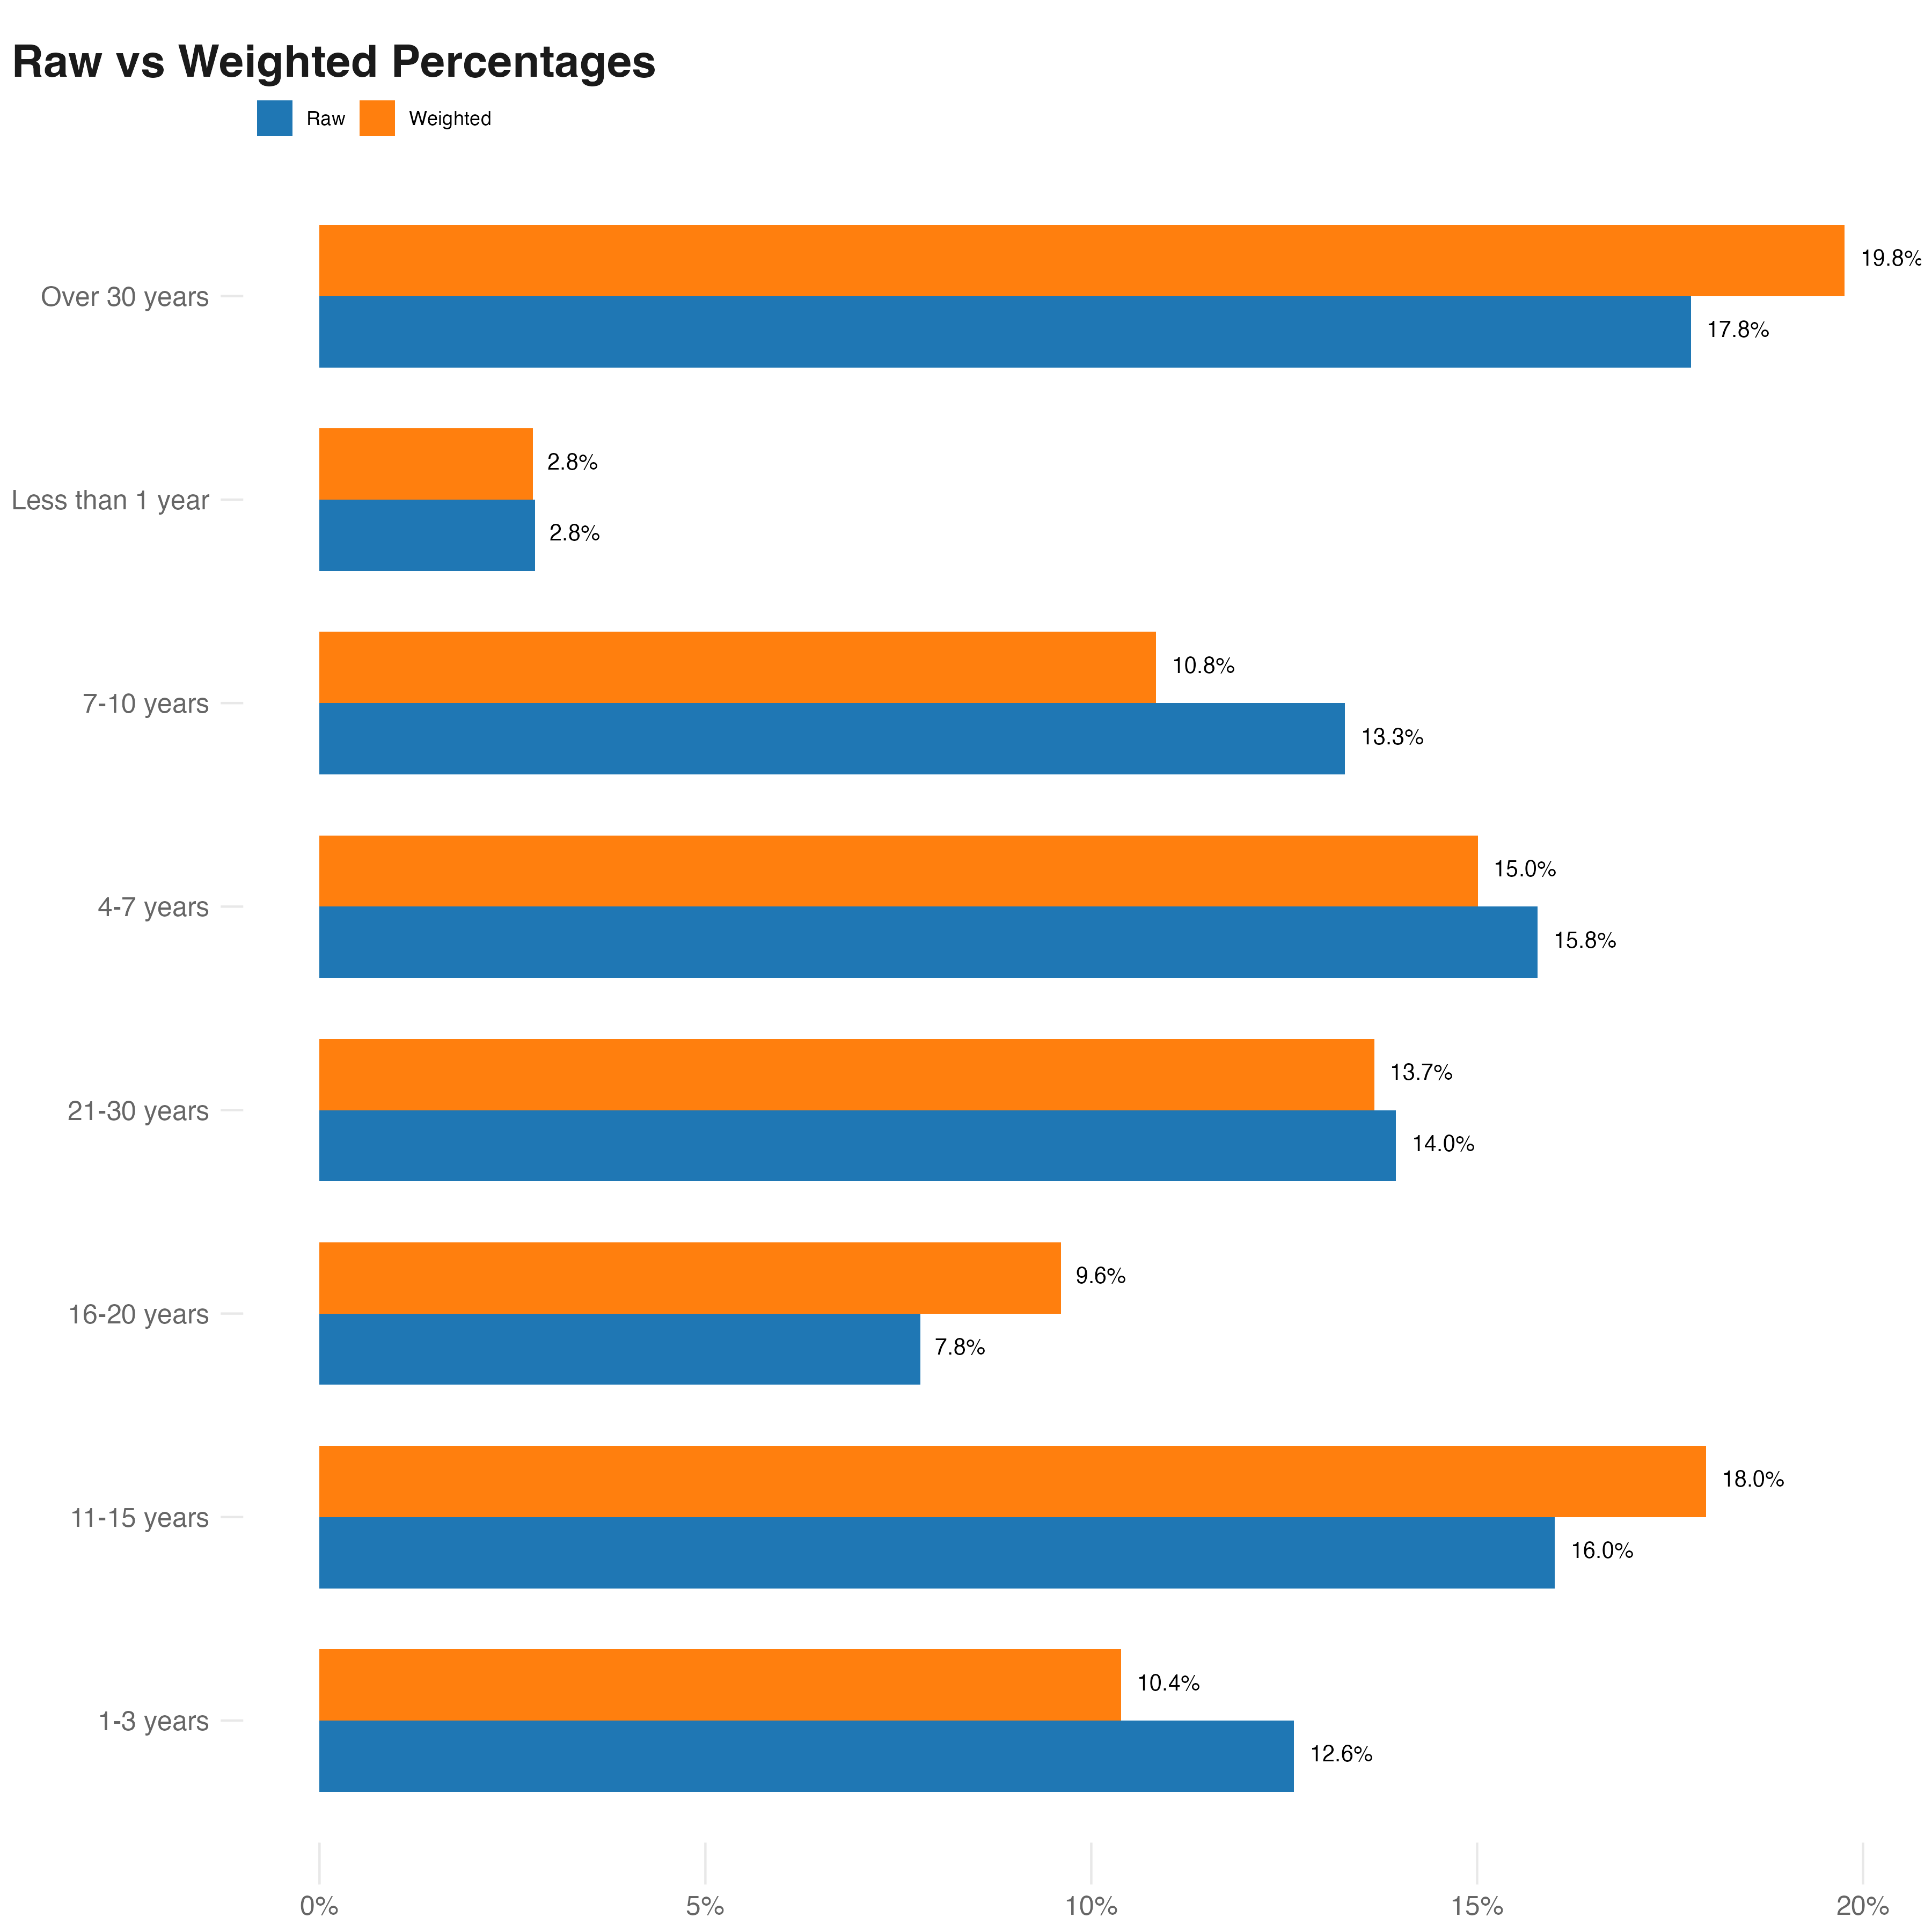 Raw vs Weighted Percentages
Raw Weighted
19.8%
Over 30 years
17.8%
2.8%
Less than 1 year
2.8%
10.8%
7-10 years
13.3%
15.0%
4-7 years
15.8%
13.7%
21-30 years
14.0%
9.6%
16-20 years
7.8%
18.0%
11-15 years
16.0%
10.4%
1-3 years
12.6%
0% 5% 10% 15% 20%